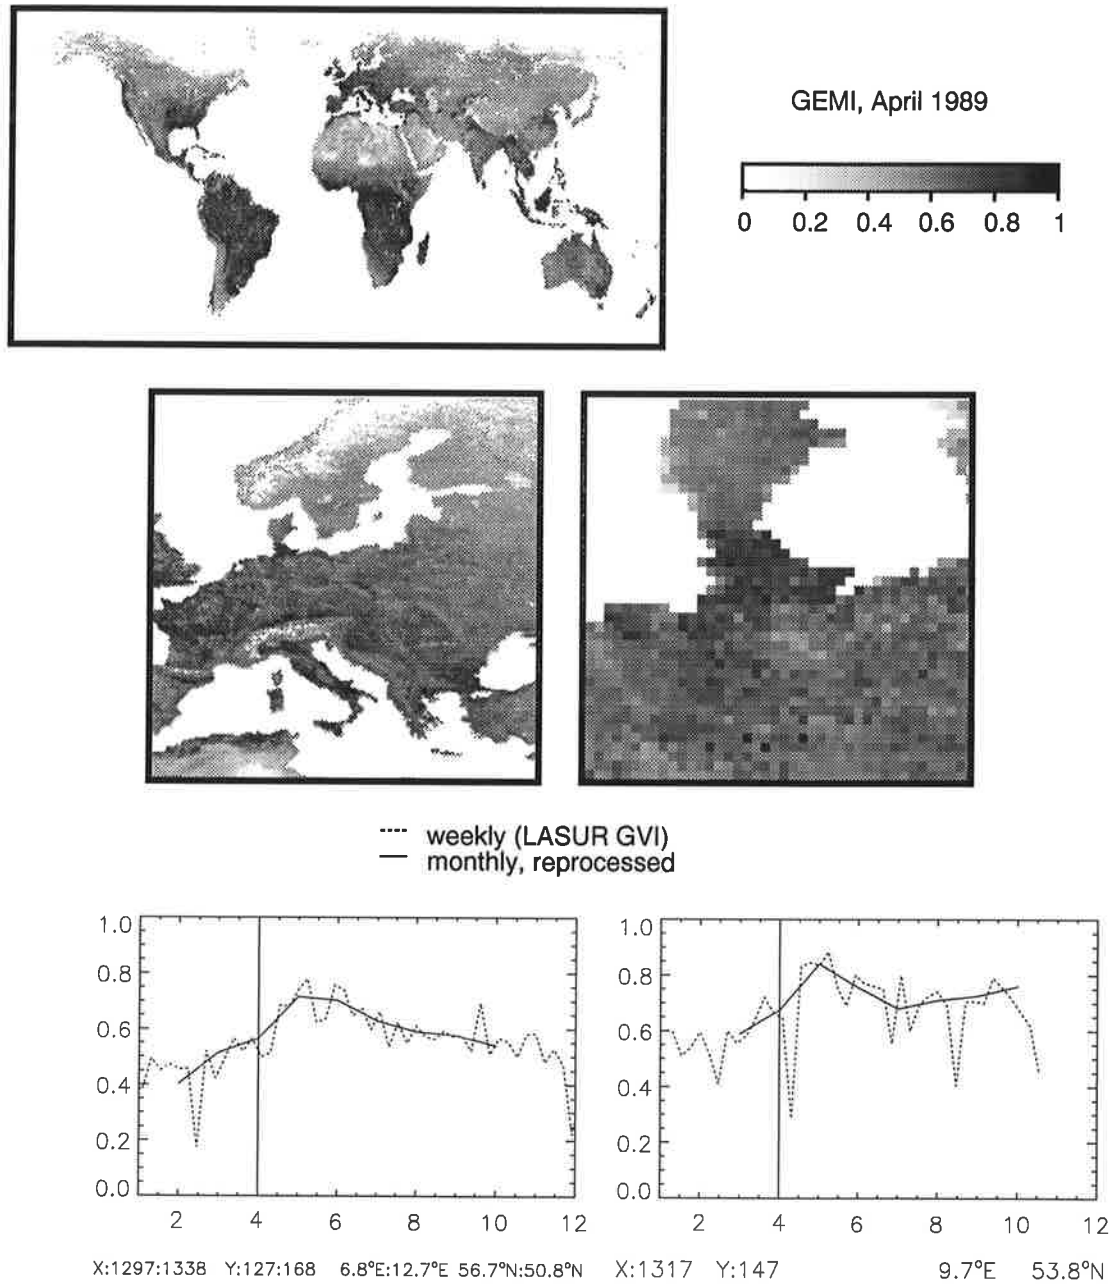 GEMI, April 1989
0 0.2 0.4 0.6 0.8 1
weekly (LASUR GVI)
monthly, reprocessed
1.0
0.8
0.6
0.4
0.2
0.0
2 4 6 8 10 12
1.0
0.8
0.6
0.4
0.2
0.0
2 4 6 8 10 12
X:1297:1338 Y:127:168 6.8°E:12.7°E 56.7°N:50.8°N
X:1317 Y:147 9.7°E 53.8°N